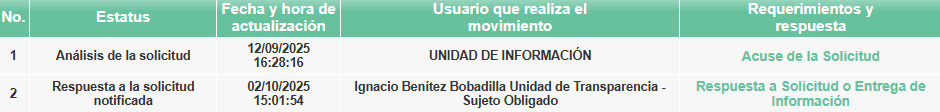 No. Estatus Fecha y hora de actualización Usuario que realiza el movimiento Requerimientos y respuesta
1 Análisis de la solicitud 12/09/2025 16:28:16 UNIDAD DE INFORMACIÓN Acuse de la Solicitud
2 Respuesta a la solicitud notificada 02/10/2025 15:01:54 Ignacio Benítez Bobadilla Unidad de Transparencia - Sujeto Obligado Respuesta a Solicitud o Entrega de Información